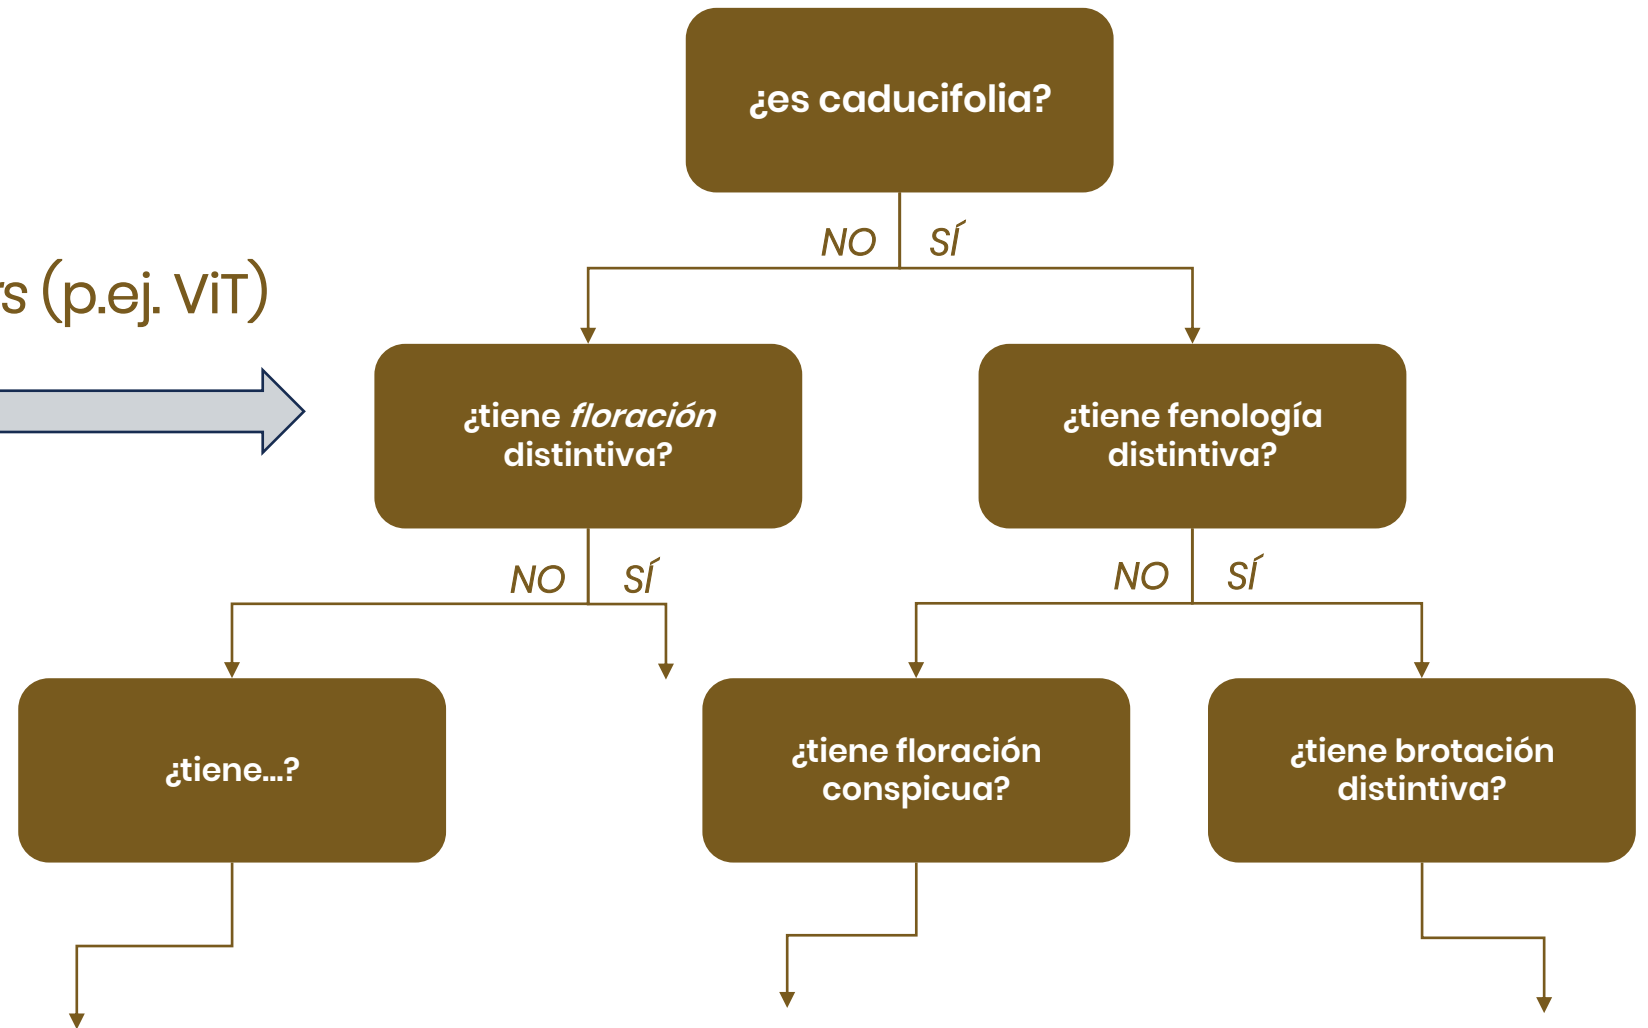 ¿es caducifolia?
NO SÍ
rs (p.ej. ViT)
¿tiene floración
distintiva?
¿tiene fenología
distintiva?
NO SÍ
NO SÍ
¿tiene...?
¿tiene floración
conspicua?
¿tiene brotación
distintiva?